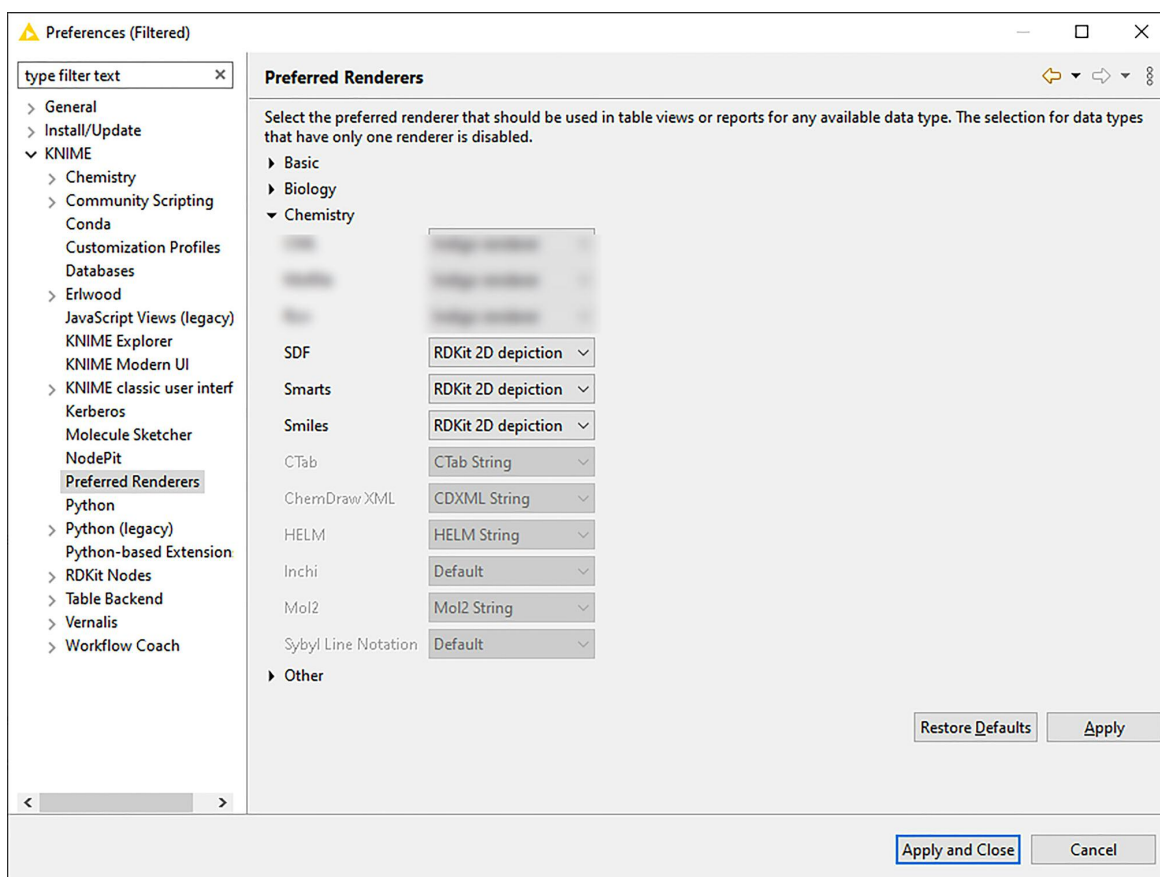 Preferences (Filtered)
type filter text
General
Install/Update
KNIME
Chemistry
Community Scripting
Conda
Customization Profiles
Databases
Erlwood
JavaScript Views (legacy)
KNIME Explorer
KNIME Modern UI
KNIME classic user interf
Kerberos
Molecule Sketcher
NodePit
Preferred Renderers
Python
Python (legacy)
Python-based Extension
RDKit Nodes
Table Backend
Vernalis
Workflow Coach
Preferred Renderers
Select the preferred renderer that should be used in table views or reports for any available data type. The selection for data types
that have only one renderer is disabled.
Basic
Biology
Chemistry
SDF RDKit 2D depiction
Smarts RDKit 2D depiction
Smiles RDKit 2D depiction
CTab CTab String
ChemDraw XML CDXML String
HELM HELM String
Inchi Default
Mol2 Mol2 String
Sybyl Line Notation Default
Other
Restore Defaults Apply
Apply and Close Cancel